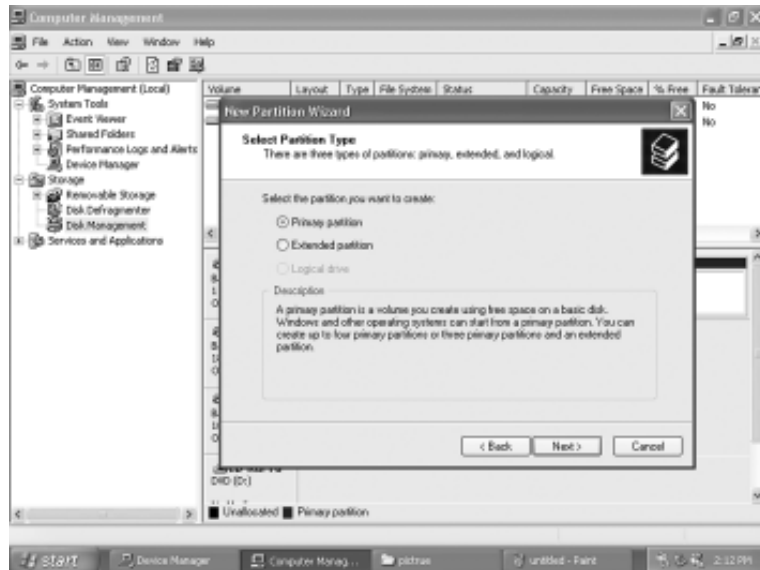 Computer Management
File Action View Window Help
Computer Management (Local)
System Tools
Event Viewer
Shared Folders
Performance Logs and Alerts
Device Manager
Storage
Removable Storage
Disk Defragmenter
Disk Management
Services and Applications
Volume Layout Type File System Status Capacity Free Space % Free Fault Toleran
No
No
New Partition Wizard
Select Partition Type
There are three types of partitions: primary, extended, and logical.
Select the partition you want to create:
Primary partition
Extended partition
Logical drive
Description
A primary partition is a volume you create using free space on a basic disk.
Windows and other operating systems can start from a primary partition. You can
create up to four primary partitions or three primary partitions and an extended
partition.
< Back Next > Cancel
DVD (D:)
Unallocated Primary partition
start Device Manager Computer Manag... pictrue untitled - Paint 2:12 PM